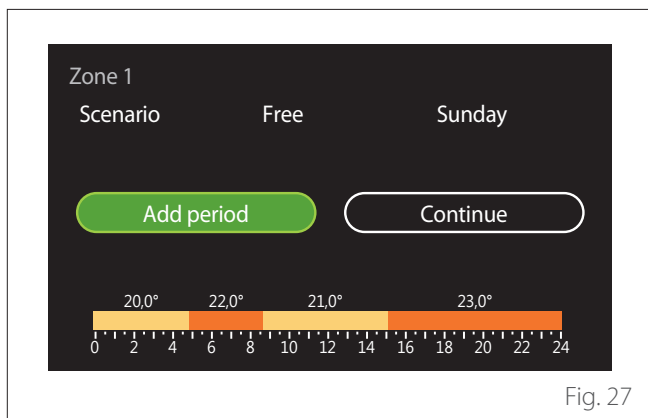 Zone 1
Scenario Free Sunday
Add period Continue
20,0° 22,0° 21,0° 23,0°
0 2 4 6 8 10 12 14 16 18 20 22 24
Fig. 27